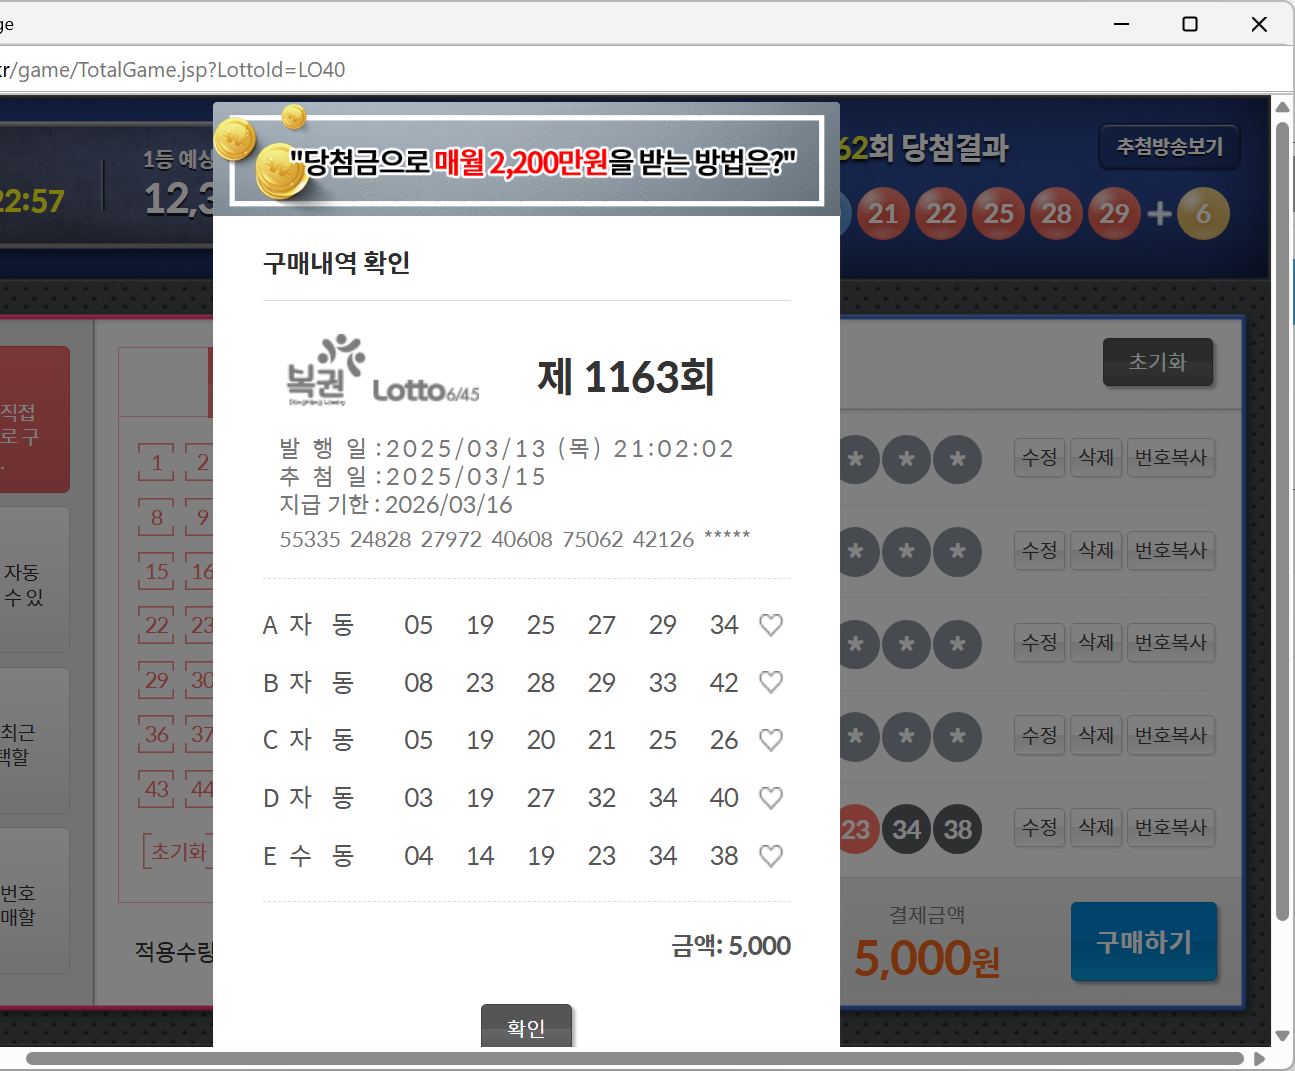 ge
kr/game/TotalGame.jsp?LottoId=LO40
22:57
1등 예상
12,3
"당첨금으로 매월 2,200만원을 받는 방법은?"
62회 당첨결과
추첨방송보기
21 22 25 28 29 + 6
구매내역 확인
복권 Lotto6/45
제 1163회
발 행 일 : 2025/03/13 (목) 21:02:02
추 첨 일 : 2025/03/15
지급 기한 : 2026/03/16
55335 24828 27972 40608 75062 42126 *****
A 자 동 05 19 25 27 29 34
B 자 동 08 23 28 29 33 42
C 자 동 05 19 20 21 25 26
D 자 동 03 19 27 32 34 40
E 수 동 04 14 19 23 34 38
금액: 5,000
확인
직접
로 구
.
자동
수 있
최근
택할
번호
매할
1 2
8 9
15 16
22 23
29 30
36 37
43 44
초기화
적용수량
초기화
* * * 수정 삭제 번호복사
* * * 수정 삭제 번호복사
* * * 수정 삭제 번호복사
* * * 수정 삭제 번호복사
23 34 38 수정 삭제 번호복사
결제금액
5,000원
구매하기